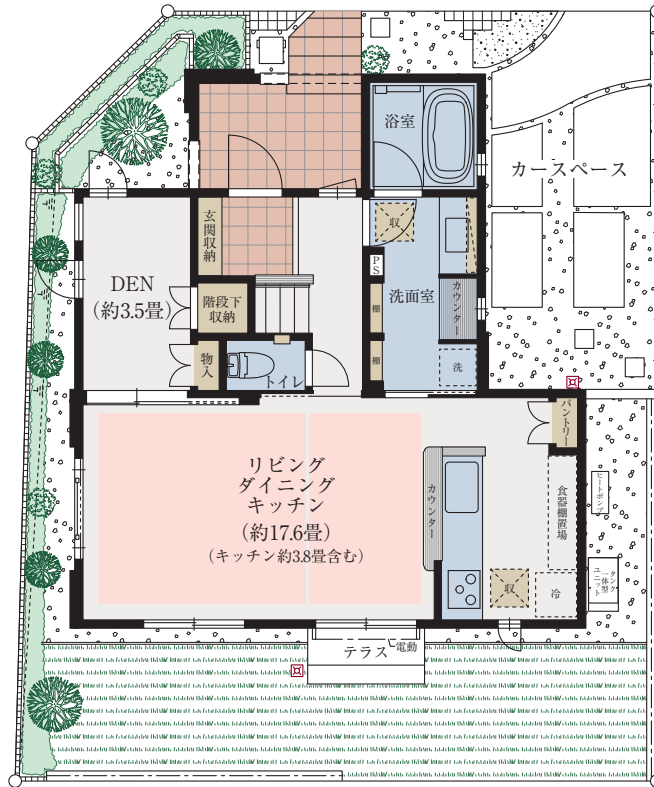 浴室
カースペース
収
玄関収納
PS
DEN
(約3.5畳)
洗面室
階段下
収納
棚
カウンター
物入
トイレ
棚
洗
パントリー
リビング
ダイニング
キッチン
(約17.6畳)
(キッチン約3.8畳含む)
カウンター
食器棚置場
ヒートポンプ
タンク
一体型
ユニット
収
冷
テラス
電動